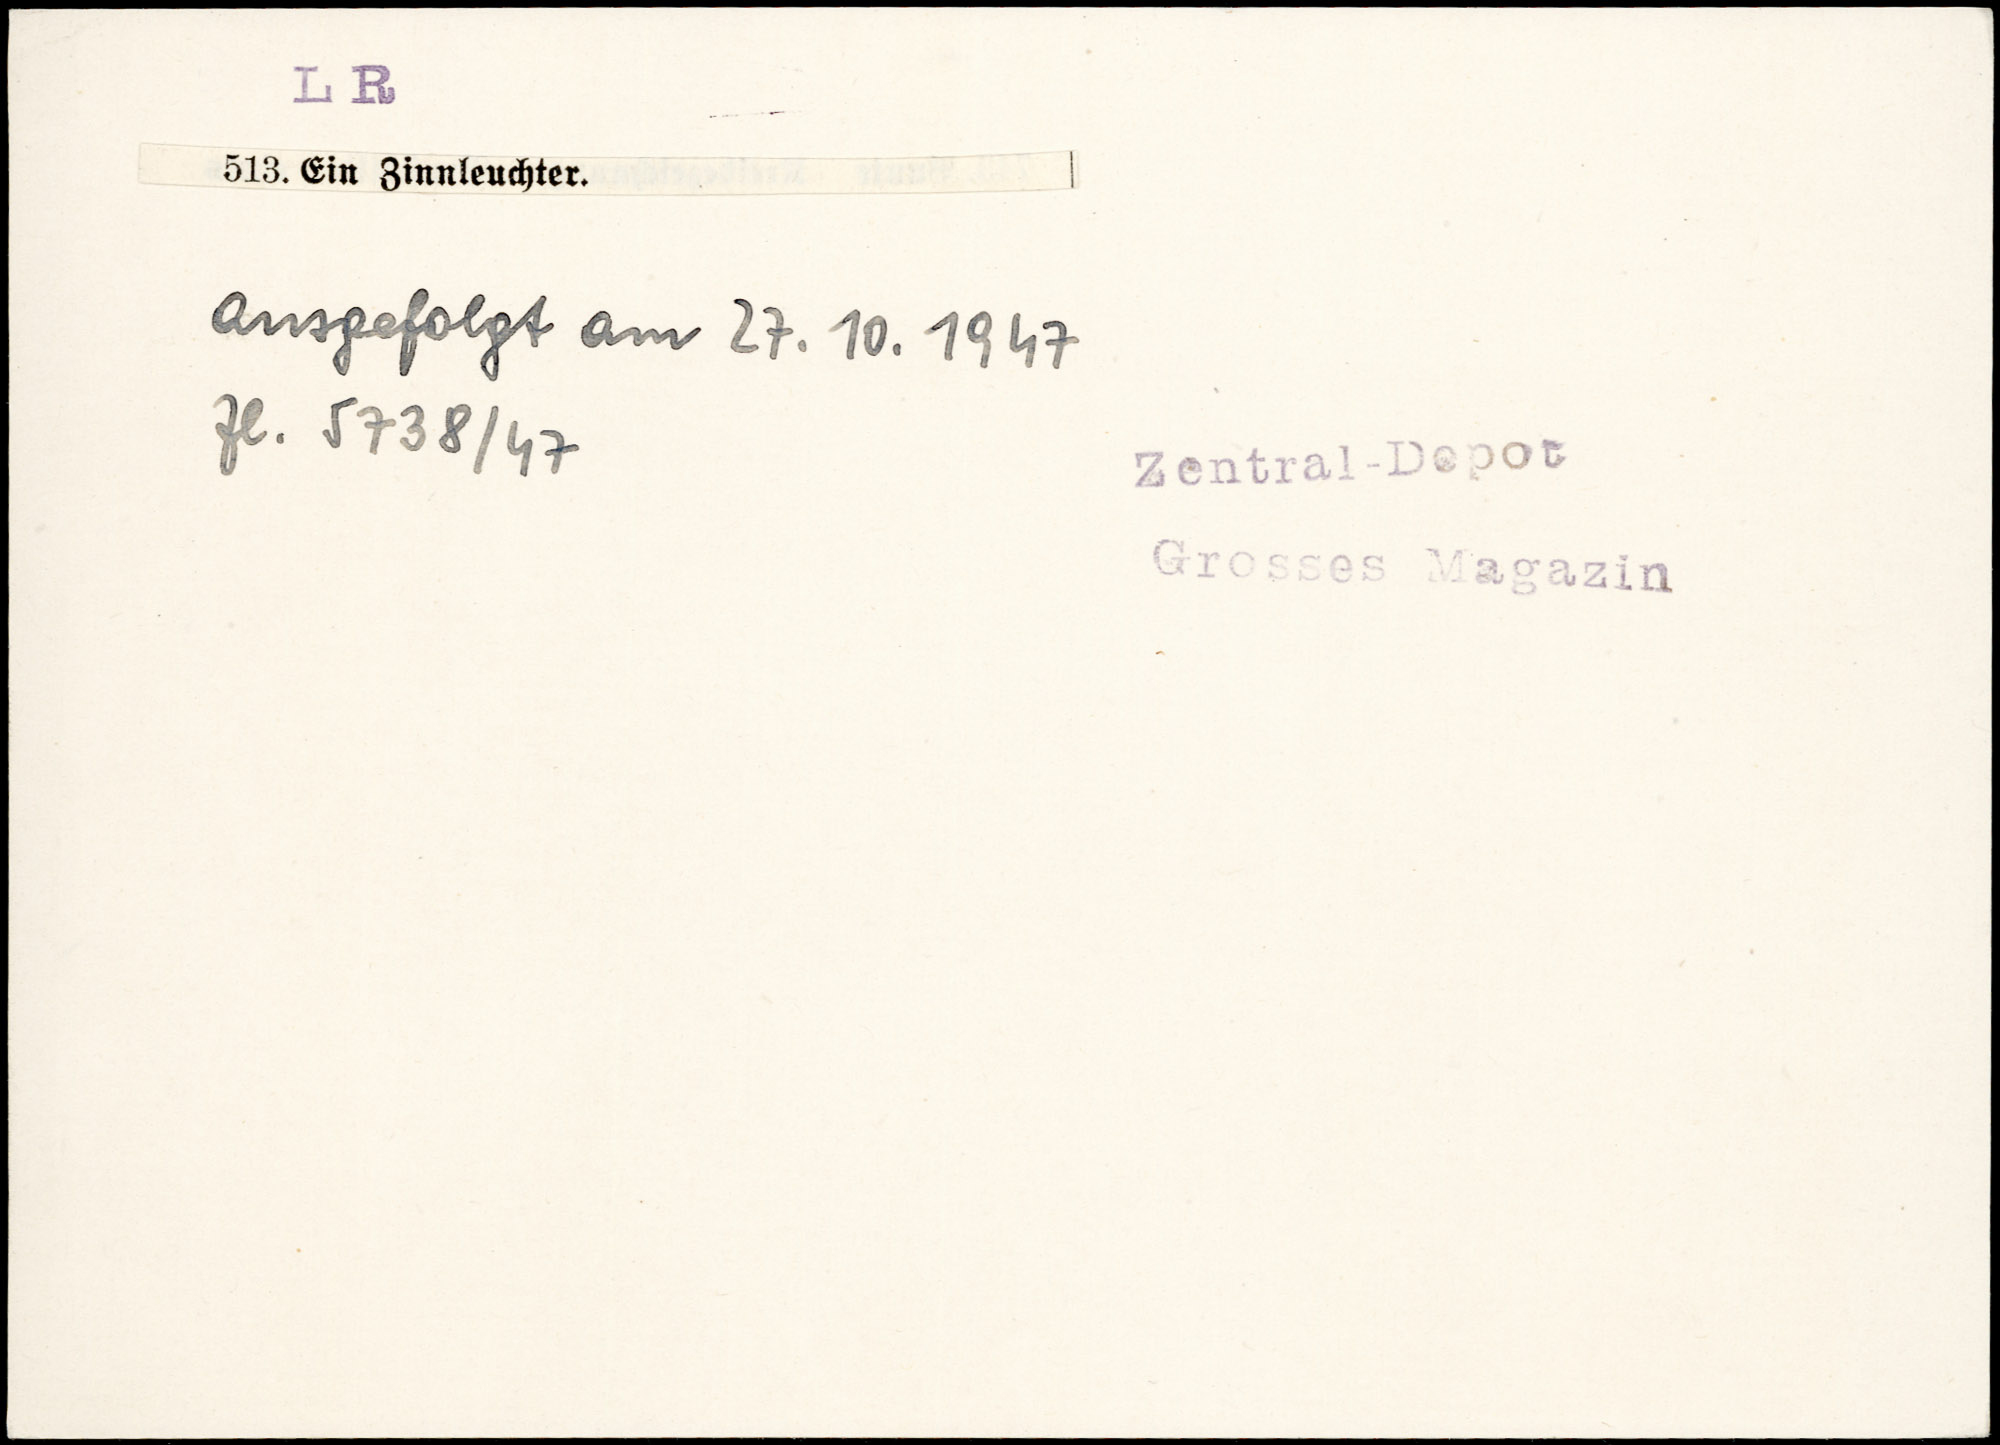 L R
513. Ein Zinnleuchter.
ausgefolgt am 27. 10. 1947
Zl. 5738/47
Zentral-Depot
Grosses Magazin